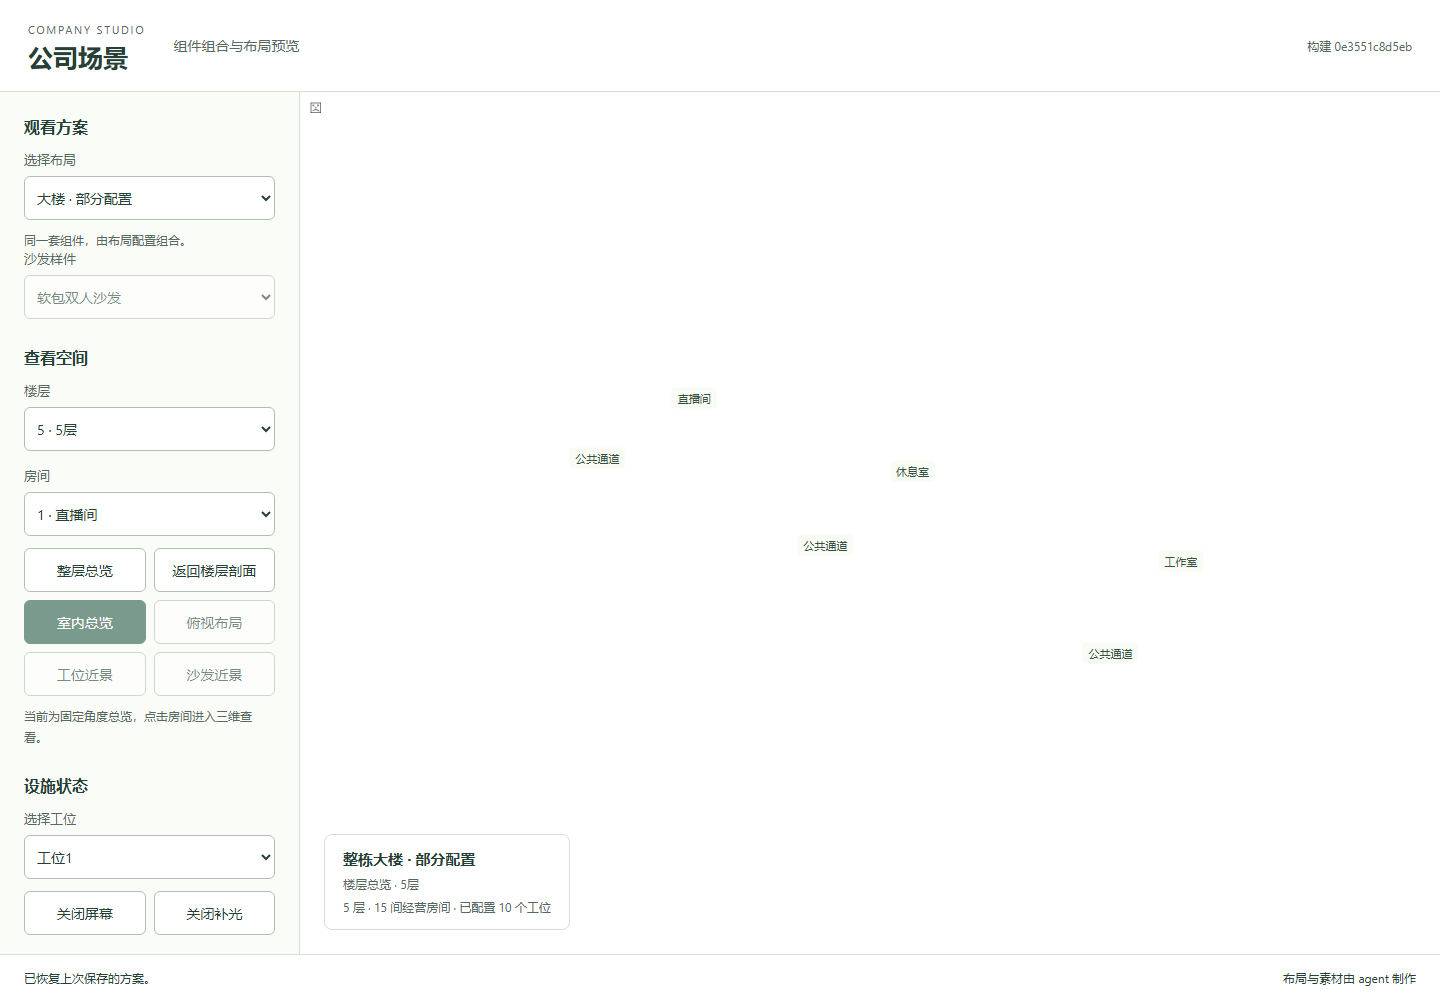 COMPANY STUDIO
公司场景
组件组合与布局预览
构建 0e3551c8d5eb
观看方案
选择布局
大楼 · 部分配置
同一套组件，由布局配置组合。
沙发样件
软包双人沙发
查看空间
楼层
5 · 5层
房间
1 · 直播间
整层总览
返回楼层剖面
室内总览
俯视布局
工位近景
沙发近景
当前为固定角度总览，点击房间进入三维查
看。
设施状态
选择工位
工位1
关闭屏幕
关闭补光
直播间
公共通道
休息室
公共通道
工作室
公共通道
整栋大楼 · 部分配置
楼层总览 · 5层
5 层 · 15 间经营房间 · 已配置 10 个工位
已恢复上次保存的方案。
布局与素材由 agent 制作